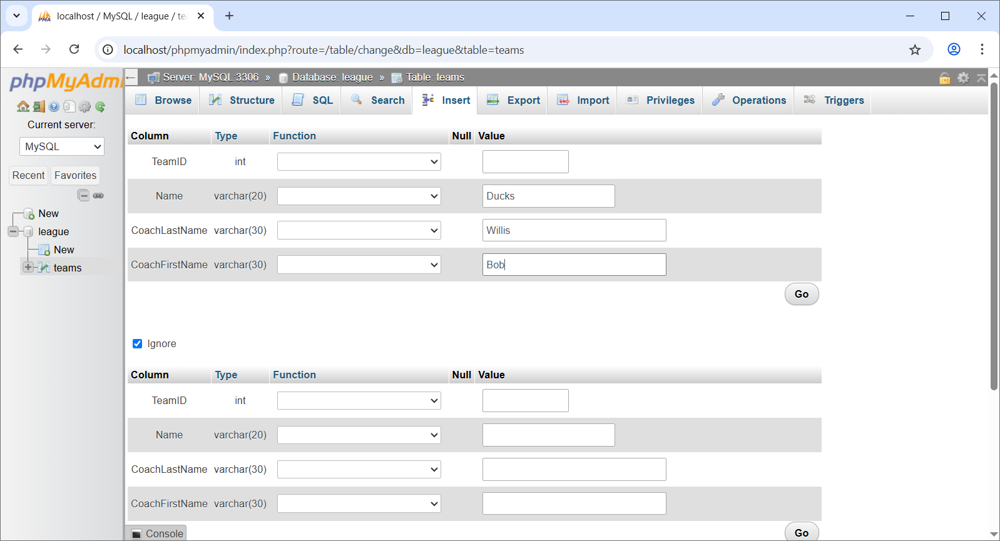 localhost / MySQL / league / te
localhost/phpmyadmin/index.php?route=/table/change&db=league&table=teams
phpMyAdmi
Current server:
MySQL
Recent Favorites
New
league
New
teams
Server: MySQL:3306 » Database: league » Table: teams
Browse Structure SQL Search Insert Export Import Privileges Operations Triggers
Column Type Function Null Value
TeamID int
Name varchar(20) Ducks
CoachLastName varchar(30) Willis
CoachFirstName varchar(30) Bob
Go
Ignore
Column Type Function Null Value
TeamID int
Name varchar(20)
CoachLastName varchar(30)
CoachFirstName varchar(30)
Go
Console